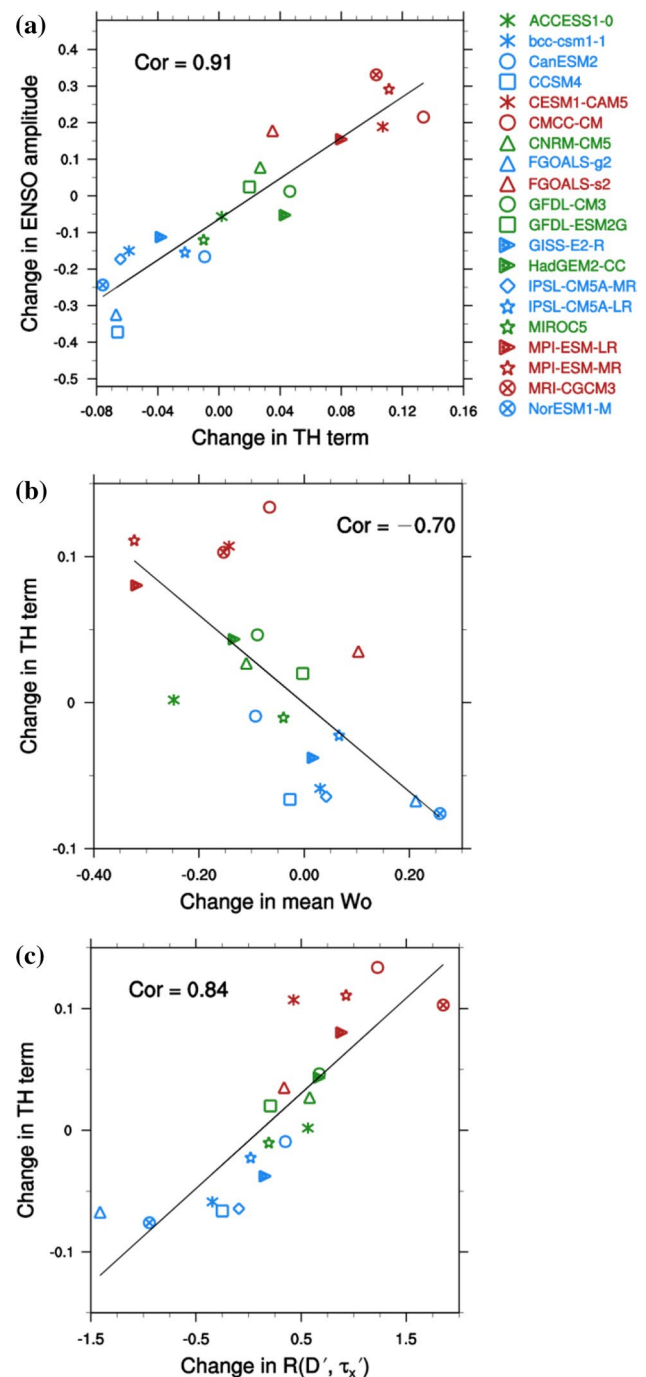 (a)
Cor = 0.91
Change in ENSO amplitude
0.4
0.3
0.2
0.1
0
-0.1
-0.2
-0.3
-0.4
-0.5
-0.08 -0.04 0.00 0.04 0.08 0.12 0.16
Change in TH term
ACCESS1-0
bcc-csm1-1
CanESM2
CCSM4
CESM1-CAM5
CMCC-CM
CNRM-CM5
FGOALS-g2
FGOALS-s2
GFDL-CM3
GFDL-ESM2G
GISS-E2-R
HadGEM2-CC
IPSL-CM5A-MR
IPSL-CM5A-LR
MIROC5
MPI-ESM-LR
MPI-ESM-MR
MRI-CGCM3
NorESM1-M
(b)
Cor = −0.70
Change in TH term
0.1
0
-0.1
-0.40 -0.20 0.00 0.20
Change in mean Wo
(c)
Cor = 0.84
Change in TH term
0.1
0
-0.1
-1.5 -0.5 0.5 1.5
Change in R(D′, τx′)